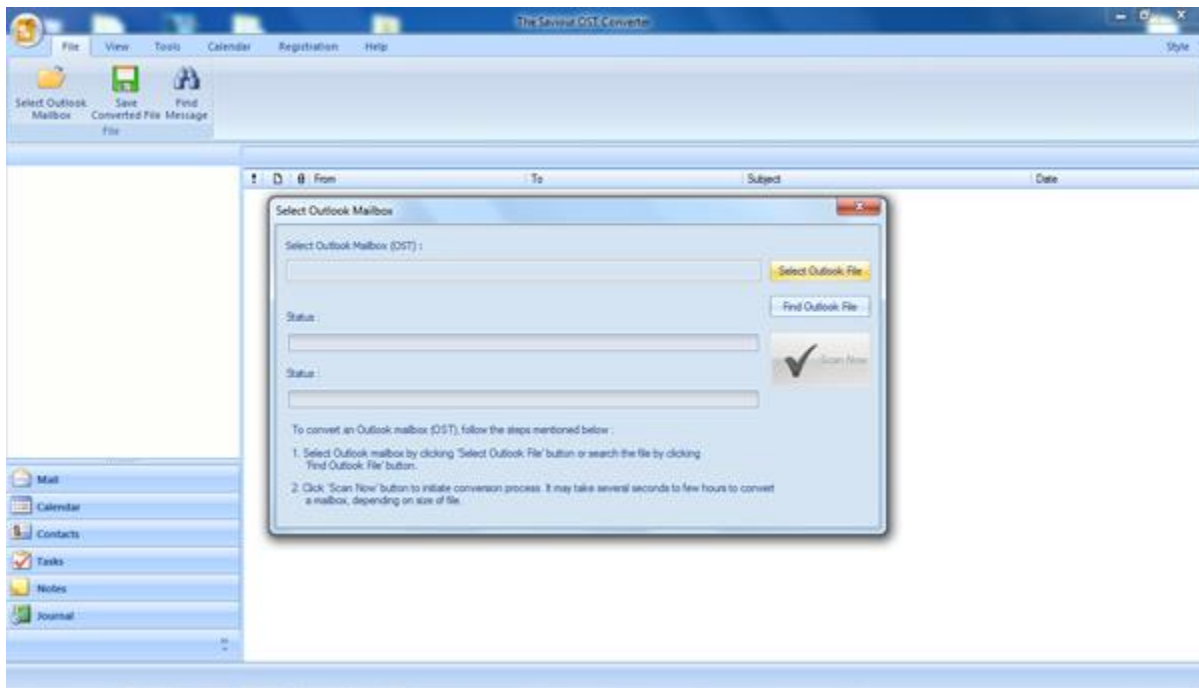 The Saviour OST Converter
File View Tools Calendar Registration Help Style
Select Outlook Mailbox
Save Converted File
Find Message
File
! From To Subject Date
Select Outlook Mailbox
Select Outlook Mailbox (OST) :
Select Outlook File
Find Outlook File
Status :
Scan Now
Status :
To convert an Outlook mailbox (OST), follow the steps mentioned below :
1. Select Outlook mailbox by clicking 'Select Outlook File' button or search the file by clicking
'Find Outlook File' button.
2. Click 'Scan Now' button to initiate conversion process. It may take several seconds to few hours to convert
a mailbox, depending on size of file.
Mail
Calendar
Contacts
Tasks
Notes
Journal